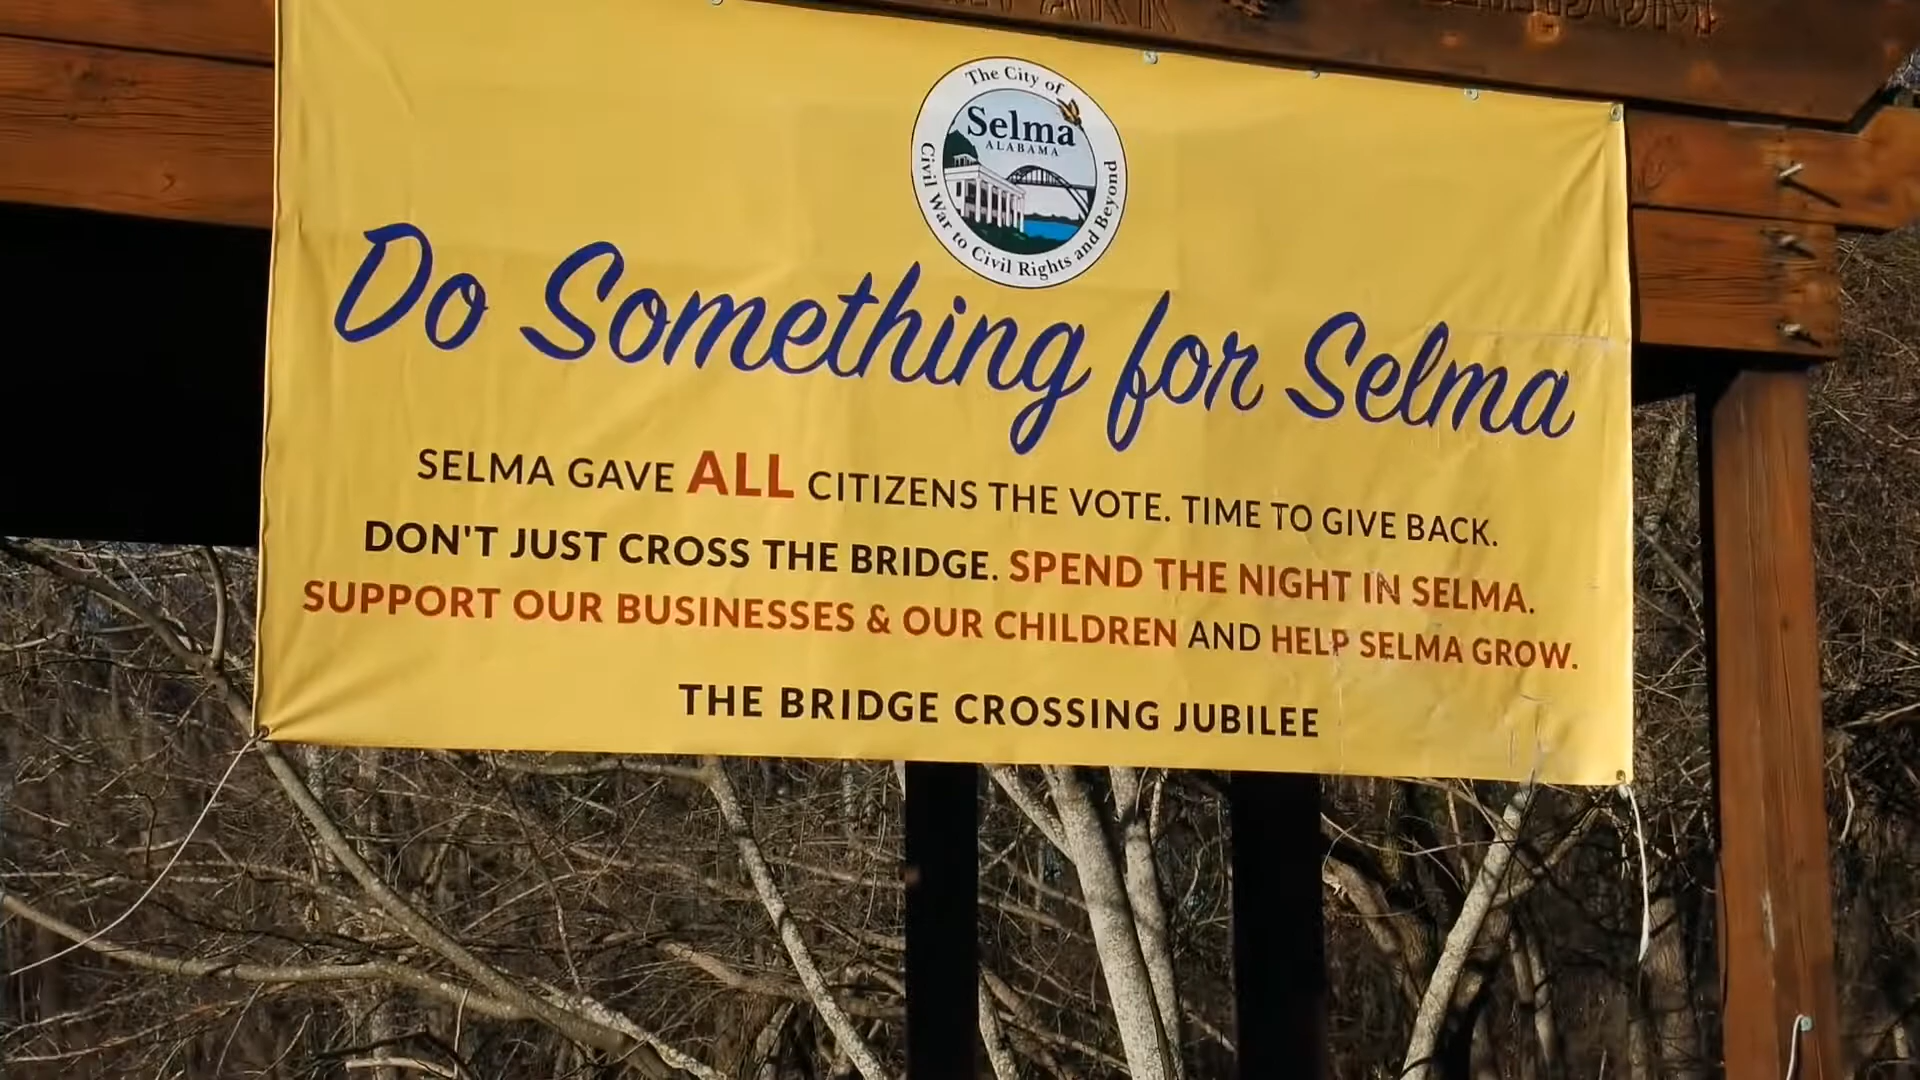 PARK
The City of
Selma
ALABAMA
Civil War to Civil Rights and Beyond
Do Something for Selma
SELMA GAVE ALL CITIZENS THE VOTE. TIME TO GIVE BACK.
DON'T JUST CROSS THE BRIDGE. SPEND THE NIGHT IN SELMA.
SUPPORT OUR BUSINESSES & OUR CHILDREN AND HELP SELMA GROW.
THE BRIDGE CROSSING JUBILEE